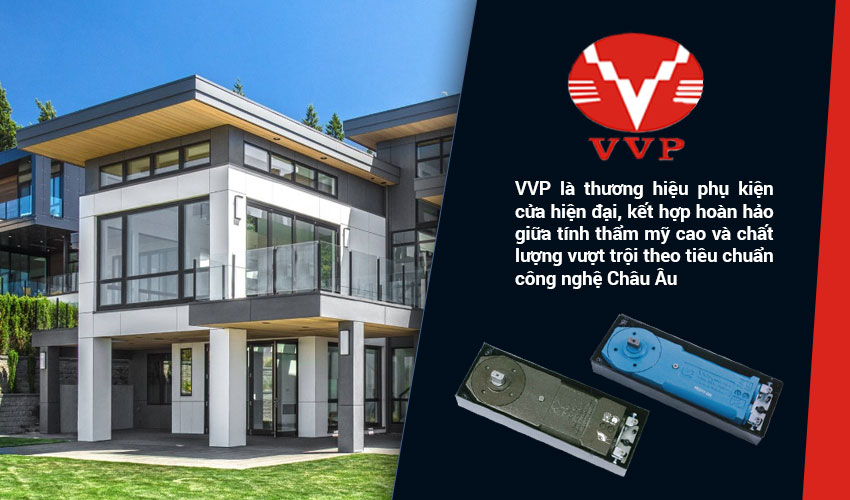 VVP
VVP là thương hiệu phụ kiện
cửa hiện đại, kết hợp hoàn hảo
giữa tính thẩm mỹ cao và chất
lượng vượt trội theo tiêu chuẩn
công nghệ Châu Âu